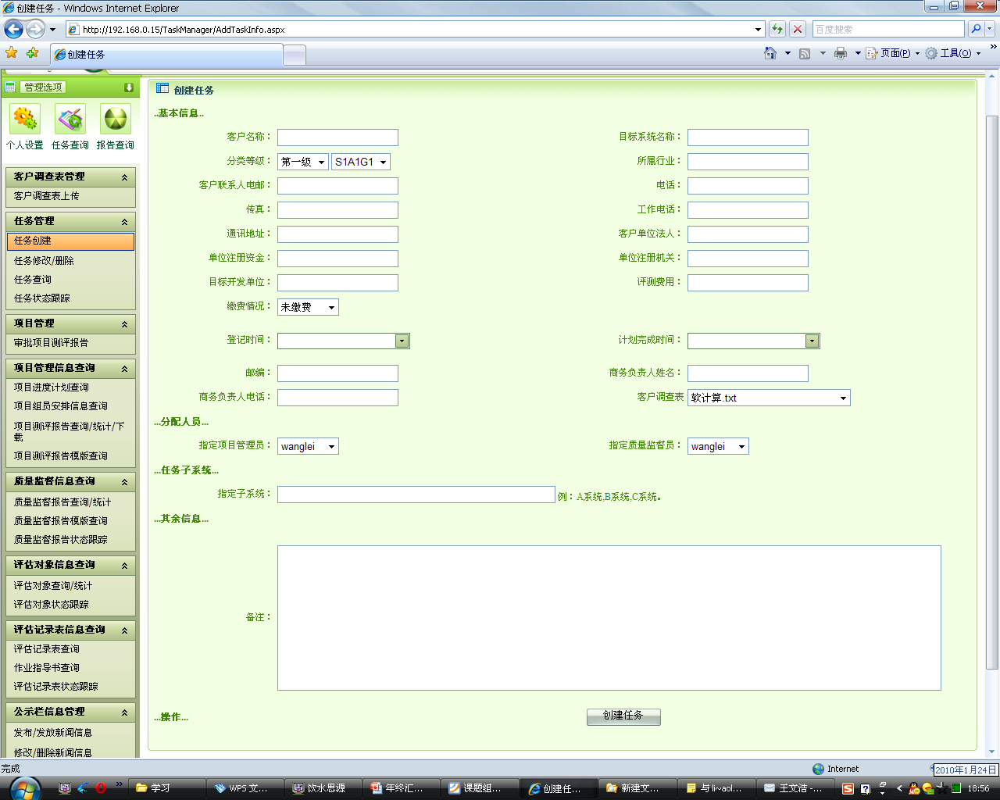 创建任务 - Windows Internet Explorer
http://192.168.0.15/TaskManager/AddTaskInfo.aspx
百度搜索
创建任务
页面(P)
工具(O)
管理选项
个人设置 任务查询 报告查询
客户调查表管理
客户调查表上传
任务管理
任务创建
任务修改/删除
任务查询
任务状态跟踪
项目管理
审批项目测评报告
项目管理信息查询
项目进度计划查询
项目组员安排信息查询
项目测评报告查询/统计/下
载
项目测评报告模版查询
质量监督信息查询
质量监督报告查询/统计
质量监督报告模版查询
质量监督报告状态跟踪
评估对象信息查询
评估对象查询/统计
评估对象状态跟踪
评估记录表信息查询
评估记录表查询
作业指导书查询
评估记录表状态跟踪
公示栏信息管理
发布/发放新闻信息
修改/删除新闻信息
创建任务
..基本信息..
客户名称：
目标系统名称：
分类等级： 第一级 S1A1G1
所属行业：
客户联系人电邮：
电话：
传真：
工作电话：
通讯地址：
客户单位法人：
单位注册资金：
单位注册机关：
目标开发单位：
评测费用：
缴费情况： 未缴费
登记时间：
计划完成时间：
邮编：
商务负责人姓名：
商务负责人电话：
客户调查表 软计算.txt
...分配人员...
指定项目管理员： wanglei
指定质量监督员： wanglei
...任务子系统...
指定子系统： 例：A系统,B系统,C系统。
...其余信息...
备注：
...操作...
创建任务
完成
Internet
2010年1月24日
学习
WPS 文...
饮水思源
年终汇...
课题组...
创建任...
新建文...
与 li~aol...
王文浩 -...
18:56